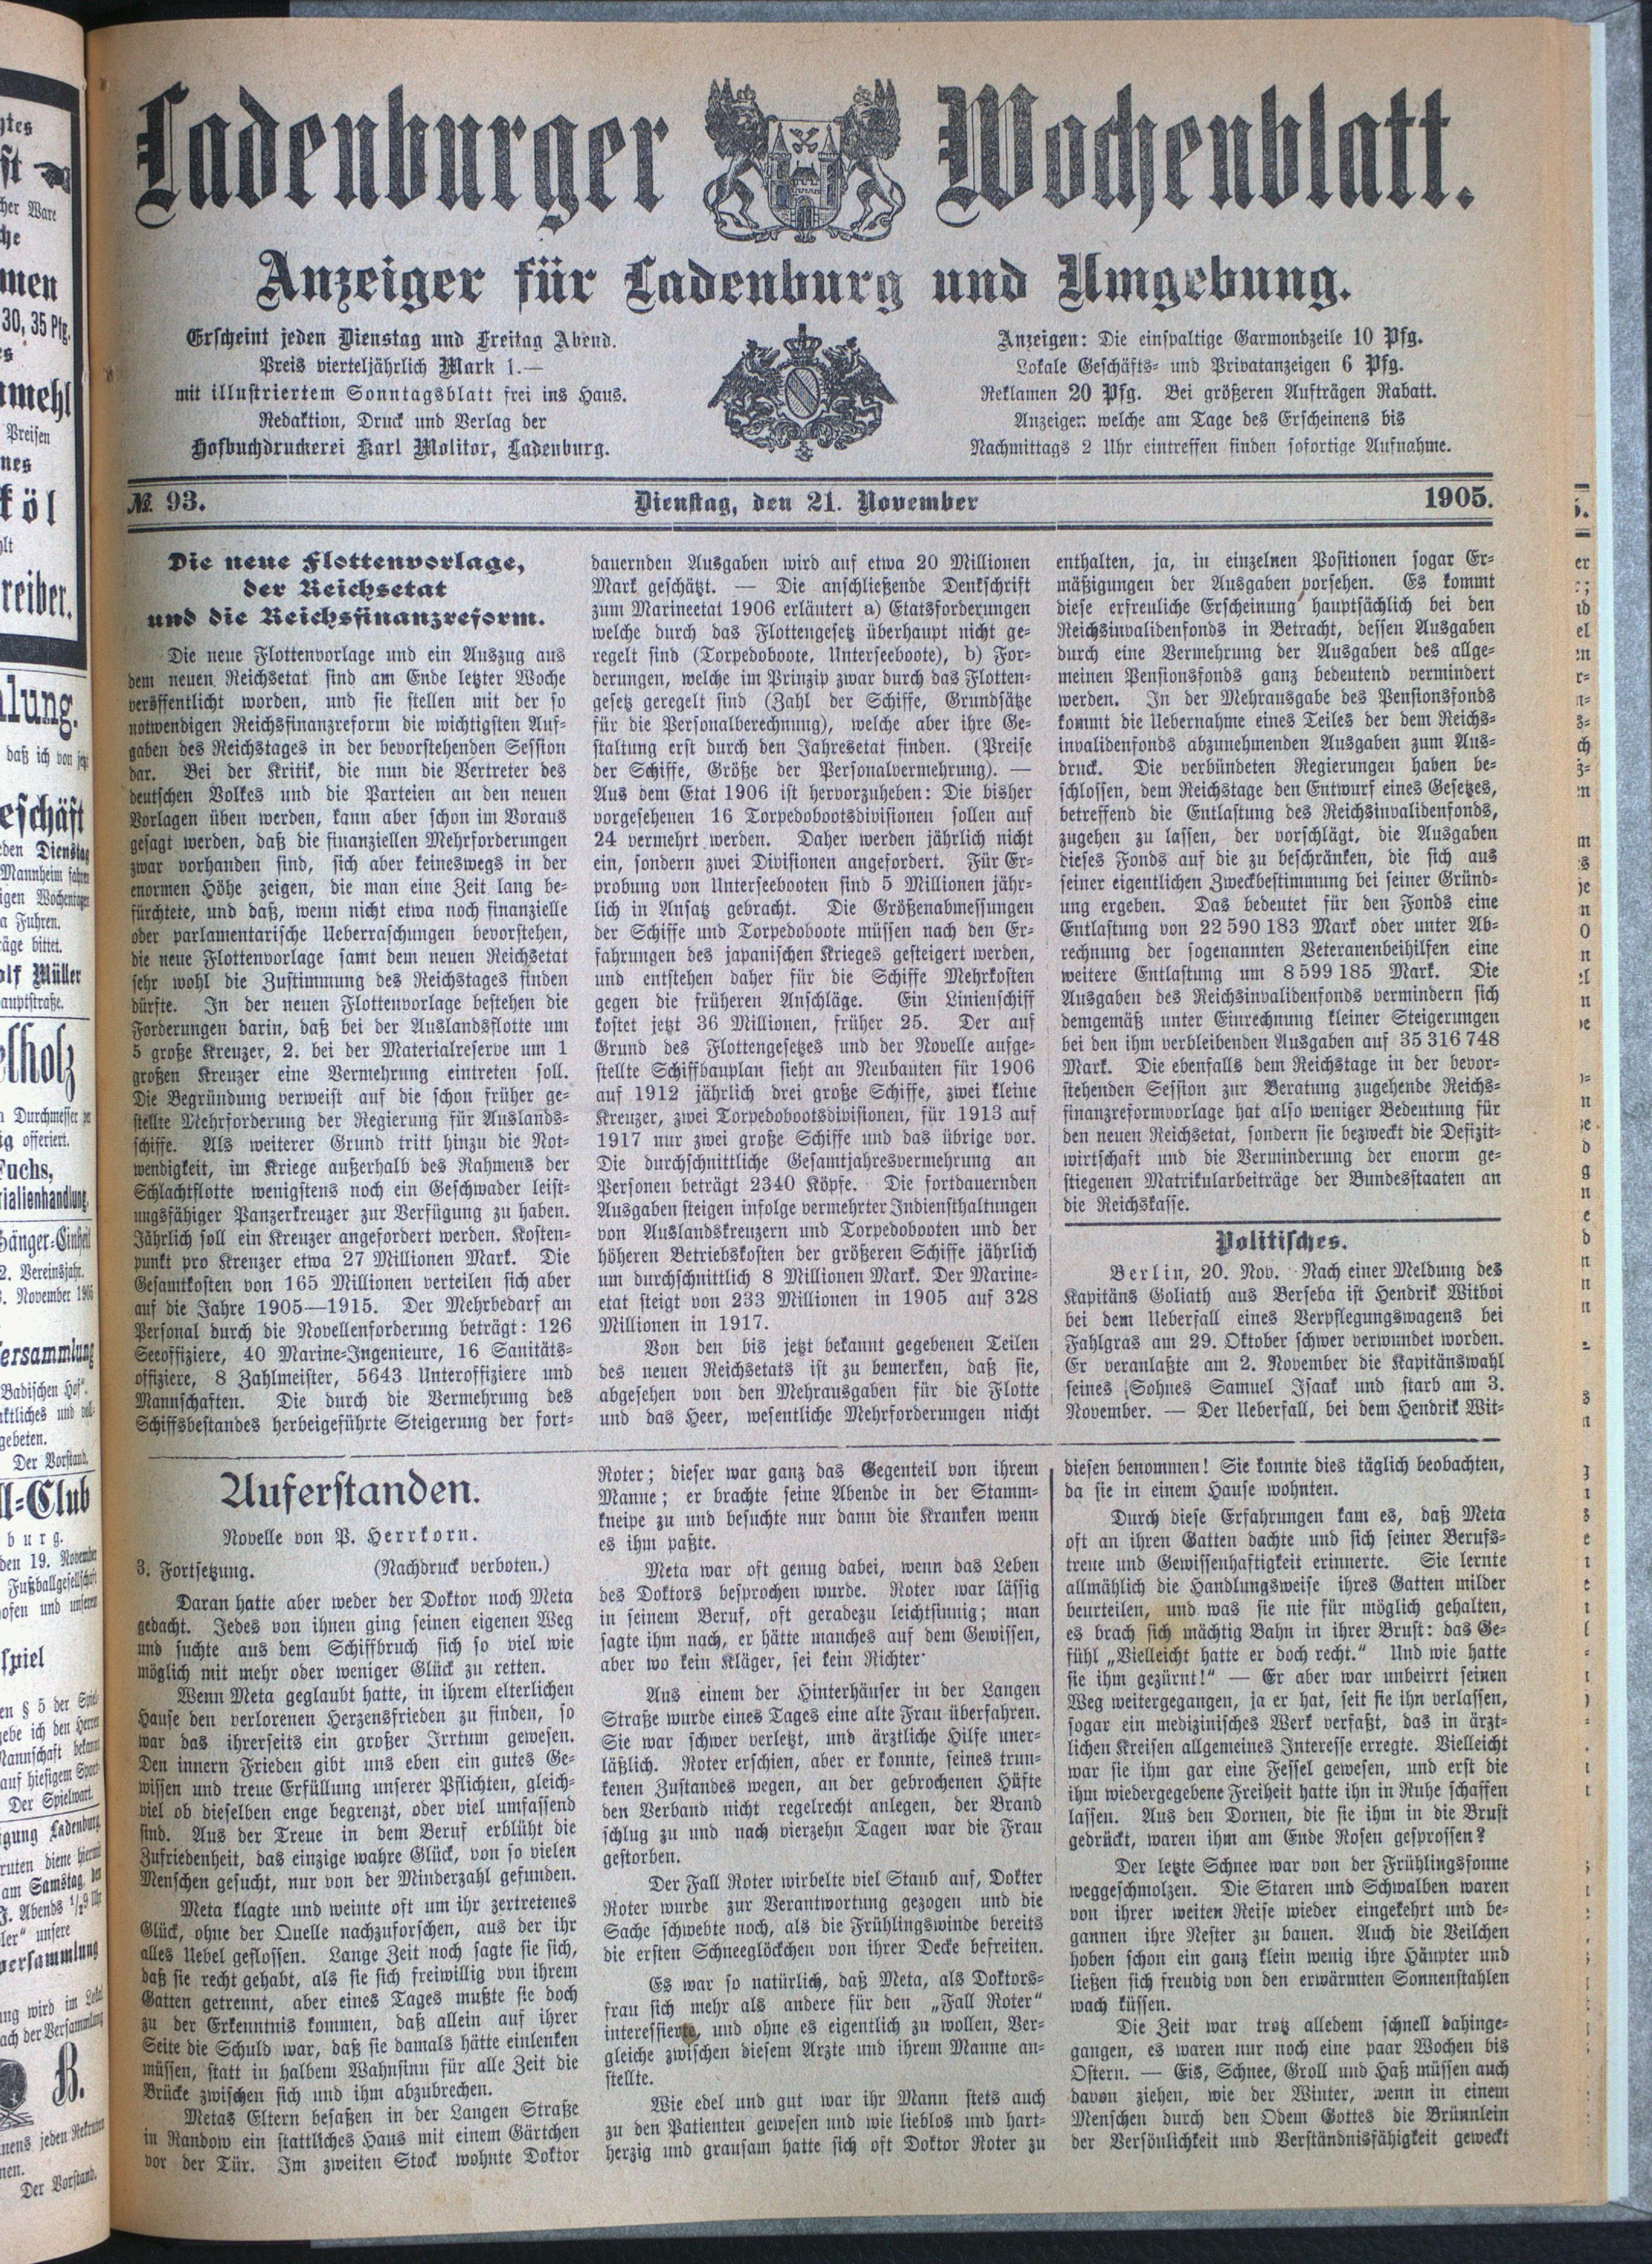 Ladenburger Wochenblatt.
Anzeiger für Ladenburg und Umgebung.
Erscheint jeden Dienstag und Freitag Abend.
Preis vierteljährlich Mark 1.—
mit illustriertem Sonntagsblatt frei ins Haus.
Redaktion, Druck und Verlag der
Hofbuchdruckerei Karl Molitor, Ladenburg.
Anzeigen: Die einspaltige Garmondzeile 10 Pfg.
Lokale Geschäfts- und Privatanzeigen 6 Pfg.
Reklamen 20 Pfg. Bei größeren Aufträgen Rabatt.
Anzeigen welche am Tage des Erscheinens bis
Nachmittags 2 Uhr eintreffen finden sofortige Aufnahme.
№ 93.
Dienstag, den 21. November
1905.
Die neue Flottenvorlage,
der Reichsetat
und die Reichsfinanzreform.
Die neue Flottenvorlage und ein Auszug aus
dem neuen Reichsetat sind am Ende letzter Woche
veröffentlicht worden, und sie stellen mit der so
notwendigen Reichsfinanzreform die wichtigsten Auf-
gaben des Reichstages in der bevorstehenden Session
dar. Bei der Kritik, die nun die Vertreter des
deutschen Volkes und die Parteien an den neuen
Vorlagen üben werden, kann aber schon im Voraus
gesagt werden, daß die finanziellen Mehrforderungen
zwar vorhanden sind, sich aber keineswegs in der
enormen Höhe zeigen, die man eine Zeit lang be-
fürchtete, und daß, wenn nicht etwa noch finanzielle
oder parlamentarische Ueberraschungen bevorstehen,
die neue Flottenvorlage samt dem neuen Reichsetat
sehr wohl die Zustimmung des Reichstages finden
dürfte. In der neuen Flottenvorlage bestehen die
Forderungen darin, daß bei der Auslandsflotte um
5 große Kreuzer, 2. bei der Materialreserve um 1
großen Kreuzer eine Vermehrung eintreten soll.
Die Begründung verweist auf die schon früher ge-
stellte Mehrforderung der Regierung für Auslands-
schiffe. Als weiterer Grund tritt hinzu die Not-
wendigkeit, im Kriege außerhalb des Rahmens der
Schlachtflotte wenigstens noch ein Geschwader leist-
ungsfähiger Panzerkreuzer zur Verfügung zu haben.
Jährlich soll ein Kreuzer angefordert werden. Kosten-
punkt pro Kreuzer etwa 27 Millionen Mark. Die
Gesamtkosten von 165 Millionen verteilen sich aber
auf die Jahre 1905—1915. Der Mehrbedarf an
Personal durch die Novellenforderung beträgt: 126
Seeoffiziere, 40 Marine-Ingenieure, 16 Sanitäts-
offiziere, 8 Zahlmeister, 5643 Unteroffiziere und
Mannschaften. Die durch die Vermehrung des
Schiffsbestandes herbeigeführte Steigerung der fort-
dauernden Ausgaben wird auf etwa 20 Millionen
Mark geschätzt. — Die anschließende Denkschrift
zum Marineetat 1906 erläutert a) Etatsforderungen
welche durch das Flottengesetz überhaupt nicht ge-
regelt sind (Torpedoboote, Unterseeboote), b) For-
derungen, welche im Prinzip zwar durch das Flotten-
gesetz geregelt sind (Zahl der Schiffe, Grundsätze
für die Personalberechnung), welche aber ihre Ge-
staltung erst durch den Jahresetat finden. (Preise
der Schiffe, Größe der Personalvermehrung). —
Aus dem Etat 1906 ist hervorzuheben: Die bisher
vorgesehenen 16 Torpedobootsdivisionen sollen auf
24 vermehrt werden. Daher werden jährlich nicht
ein, sondern zwei Divisionen angefordert. Für Er-
probung von Unterseebooten sind 5 Millionen jähr-
lich in Ansatz gebracht. Die Größenabmessungen
der Schiffe und Torpedoboote müssen nach den Er-
fahrungen des japanischen Krieges gesteigert werden,
und entstehen daher für die Schiffe Mehrkosten
gegen die früheren Anschläge. Ein Linienschiff
kostet jetzt 36 Millionen, früher 25. Der auf
Grund des Flottengesetzes und der Novelle aufge-
stellte Schiffbauplan sieht an Neubauten für 1906
auf 1912 jährlich drei große Schiffe, zwei kleine
Kreuzer, zwei Torpedobootsdivisionen, für 1913 auf
1917 nur zwei große Schiffe und das übrige vor.
Die durchschnittliche Gesamtjahresvermehrung an
Personen beträgt 2340 Köpfe. Die fortdauernden
Ausgaben steigen infolge vermehrter Indiensthaltungen
von Auslandskreuzern und Torpedobooten und der
höheren Betriebskosten der größeren Schiffe jährlich
um durchschnittlich 8 Millionen Mark. Der Marine-
etat steigt von 233 Millionen in 1905 auf 328
Millionen in 1917.
Von den bis jetzt bekannt gegebenen Teilen
des neuen Reichsetats ist zu bemerken, daß sie,
abgesehen von den Mehrausgaben für die Flotte
und das Heer, wesentliche Mehrforderungen nicht
enthalten, ja, in einzelnen Positionen sogar Er-
mäßigungen der Ausgaben vorsehen. Es kommt
diese erfreuliche Erscheinung hauptsächlich bei den
Reichsinvalidenfonds in Betracht, dessen Ausgaben
durch eine Vermehrung der Ausgaben des allge-
meinen Pensionsfonds ganz bedeutend vermindert
werden. In der Mehrausgabe des Pensionsfonds
kommt die Uebernahme eines Teiles der dem Reichs-
invalidenfonds abzunehmenden Ausgaben zum Aus-
druck. Die verbündeten Regierungen haben be-
schlossen, dem Reichstage den Entwurf eines Gesetzes,
betreffend die Entlastung des Reichsinvalidenfonds,
zugehen zu lassen, der vorschlägt, die Ausgaben
dieses Fonds auf die zu beschränken, die sich aus
seiner eigentlichen Zweckbestimmung bei seiner Gründ-
ung ergeben. Das bedeutet für den Fonds eine
Entlastung von 22 590 183 Mark oder unter Ab-
rechnung der sogenannten Veteranenbeihilfen eine
weitere Entlastung um 8 599 185 Mark. Die
Ausgaben des Reichsinvalidenfonds vermindern sich
demgemäß unter Einrechnung kleiner Steigerungen
bei den ihm verbleibenden Ausgaben auf 35 316 748
Mark. Die ebenfalls dem Reichstage in der bevor-
stehenden Session zur Beratung zugehende Reichs-
finanzreformvorlage hat also weniger Bedeutung für
den neuen Reichsetat, sondern sie bezweckt die Defizit-
wirtschaft und die Verminderung der enorm ge-
stiegenen Matrikularbeiträge der Bundesstaaten an
die Reichskasse.
Politisches.
Berlin, 20. Nov. Nach einer Meldung des
Kapitäns Goliath aus Berseba ist Hendrik Witboi
bei dem Ueberfall eines Verpflegungswagens bei
Fahlgras am 29. Oktober schwer verwundet worden.
Er veranlaßte am 2. November die Kapitänswahl
seines Sohnes Samuel Isaak und starb am 3.
November. — Der Ueberfall, bei dem Hendrik Wit-
Auferstanden.
Novelle von P. Herrkorn.
3. Fortsetzung. (Nachdruck verboten.)
Daran hatte aber weder der Doktor noch Meta
gedacht. Jedes von ihnen ging seinen eigenen Weg
und suchte aus dem Schiffbruch sich so viel wie
möglich mit mehr oder weniger Glück zu retten.
Wenn Meta geglaubt hatte, in ihrem elterlichen
Hause den verlorenen Herzensfrieden zu finden, so
war das ihrerseits ein großer Irrtum gewesen.
Den innern Frieden gibt uns eben ein gutes Ge-
wissen und treue Erfüllung unserer Pflichten, gleich-
viel ob dieselben enge begrenzt, oder viel umfassend
sind. Aus der Treue in dem Beruf erblüht die
Zufriedenheit, das einzige wahre Glück, von so vielen
Menschen gesucht, nur von der Minderzahl gefunden.
Meta klagte und weinte oft um ihr zertretenes
Glück, ohne der Quelle nachzuforschen, aus der ihr
alles Uebel geflossen. Lange Zeit noch sagte sie sich,
daß sie recht gehabt, als sie sich freiwillig von ihrem
Gatten getrennt, aber eines Tages mußte sie doch
zu der Erkenntnis kommen, daß allein auf ihrer
Seite die Schuld war, daß sie damals hätte einlenken
müssen, statt in halbem Wahnsinn für alle Zeit die
Brücke zwischen sich und ihm abzubrechen.
Metas Eltern besaßen in der Langen Straße
in Randow ein stattliches Haus mit einem Gärtchen
vor der Tür. Im zweiten Stock wohnte Doktor
Roter; dieser war ganz das Gegenteil von ihrem
Manne; er brachte seine Abende in der Stamm-
kneipe zu und besuchte nur dann die Kranken wenn
es ihm paßte.
Meta war oft genug dabei, wenn das Leben
des Doktors besprochen wurde. Roter war lässig
in seinem Beruf, oft geradezu leichtsinnig; man
sagte ihm nach, er hätte manches auf dem Gewissen,
aber wo kein Kläger, sei kein Richter·
Aus einem der Hinterhäuser in der Langen
Straße wurde eines Tages eine alte Frau überfahren.
Sie war schwer verletzt, und ärztliche Hilfe uner-
läßlich. Roter erschien, aber er konnte, seines trun-
kenen Zustandes wegen, an der gebrochenen Hüfte
den Verband nicht regelrecht anlegen, der Brand
schlug zu und nach vierzehn Tagen war die Frau
gestorben.
Der Fall Roter wirbelte viel Staub auf, Dokter
Roter wurde zur Verantwortung gezogen und die
Sache schwebte noch, als die Frühlingswinde bereits
die ersten Schneeglöckchen von ihrer Decke befreiten.
Es war so natürlich, daß Meta, als Doktors-
frau sich mehr als andere für den „Fall Roter“
interessierte, und ohne es eigentlich zu wollen, Ver-
gleiche zwischen diesem Arzte und ihrem Manne an-
stellte.
Wie edel und gut war ihr Mann stets auch
zu den Patienten gewesen und wie lieblos und hart-
herzig und grausam hatte sich oft Doktor Roter zu
diesen benommen! Sie konnte dies täglich beobachten,
da sie in einem Hause wohnten.
Durch diese Erfahrungen kam es, daß Meta
oft an ihren Gatten dachte und sich seiner Berufs-
treue und Gewissenhaftigkeit erinnerte. Sie lernte
allmählich die Handlungsweise ihres Gatten milder
beurteilen, und was sie nie für möglich gehalten,
es brach sich mächtig Bahn in ihrer Brust: das Ge-
fühl „Vielleicht hatte er doch recht.“ Und wie hatte
sie ihm gezürnt!“ — Er aber war unbeirrt seinen
Weg weitergegangen, ja er hat, seit sie ihn verlassen,
sogar ein medizinisches Werk verfaßt, das in ärzt-
lichen Kreisen allgemeines Interesse erregte. Vielleicht
war sie ihm gar eine Fessel gewesen, und erst die
ihm wiedergegebene Freiheit hatte ihn in Ruhe schaffen
lassen. Aus den Dornen, die sie ihm in die Brust
gedrückt, waren ihm am Ende Rosen gesprossen?
Der letzte Schnee war von der Frühlingssonne
weggeschmolzen. Die Staren und Schwalben waren
von ihrer weiten Reise wieder eingekehrt und be-
gannen ihre Nester zu bauen. Auch die Veilchen
hoben schon ein ganz klein wenig ihre Häupter und
ließen sich freudig von den erwärmten Sonnenstahlen
wach küssen.
Die Zeit war trotz alledem schnell dahinge-
gangen, es waren nur noch eine paar Wochen bis
Ostern. — Eis, Schnee, Groll und Haß müssen auch
davon ziehen, wie der Winter, wenn in einem
Menschen durch den Odem Gottes die Brünnlein
der Versönlichkeit und Verständnisfähigkeit geweckt